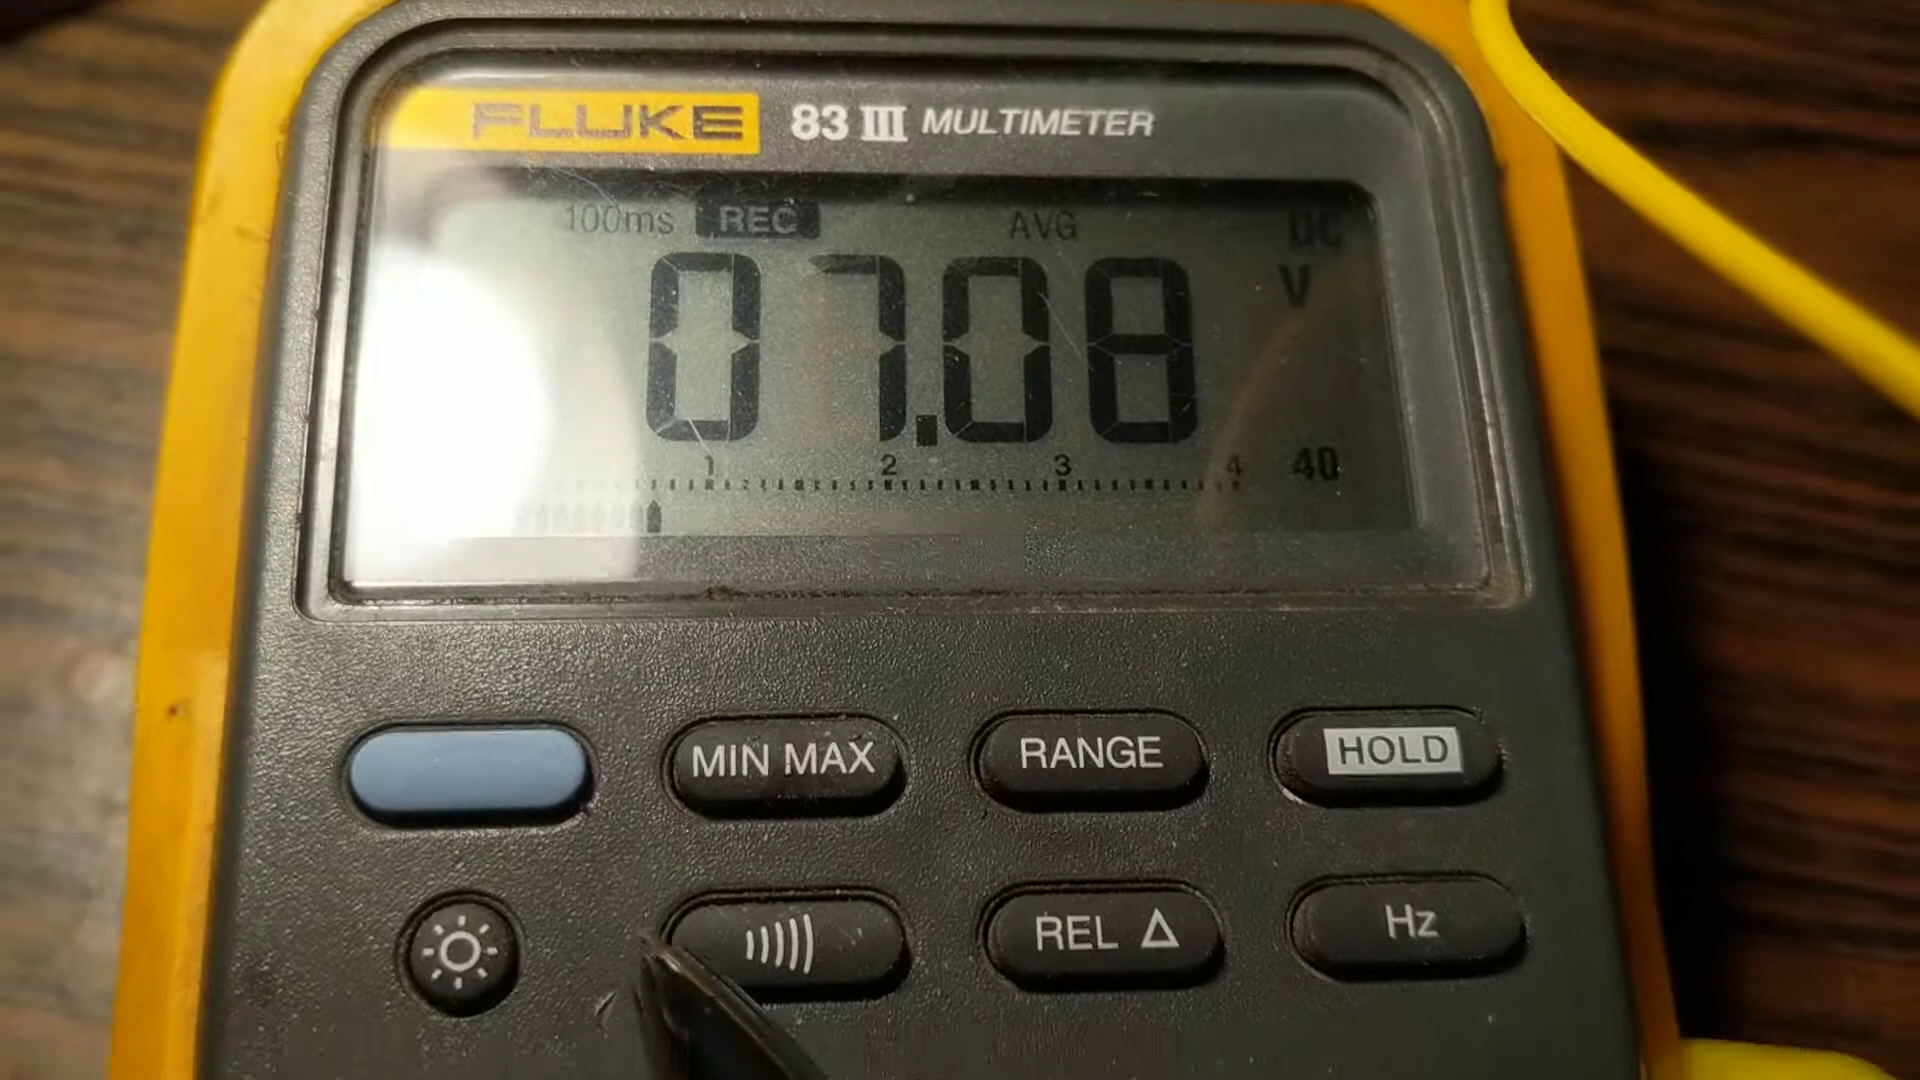 FLUKE 83 III MULTIMETER
100ms REC AVG DC
07.08 V
1 2 3 4 40
MIN MAX RANGE HOLD
REL Δ Hz